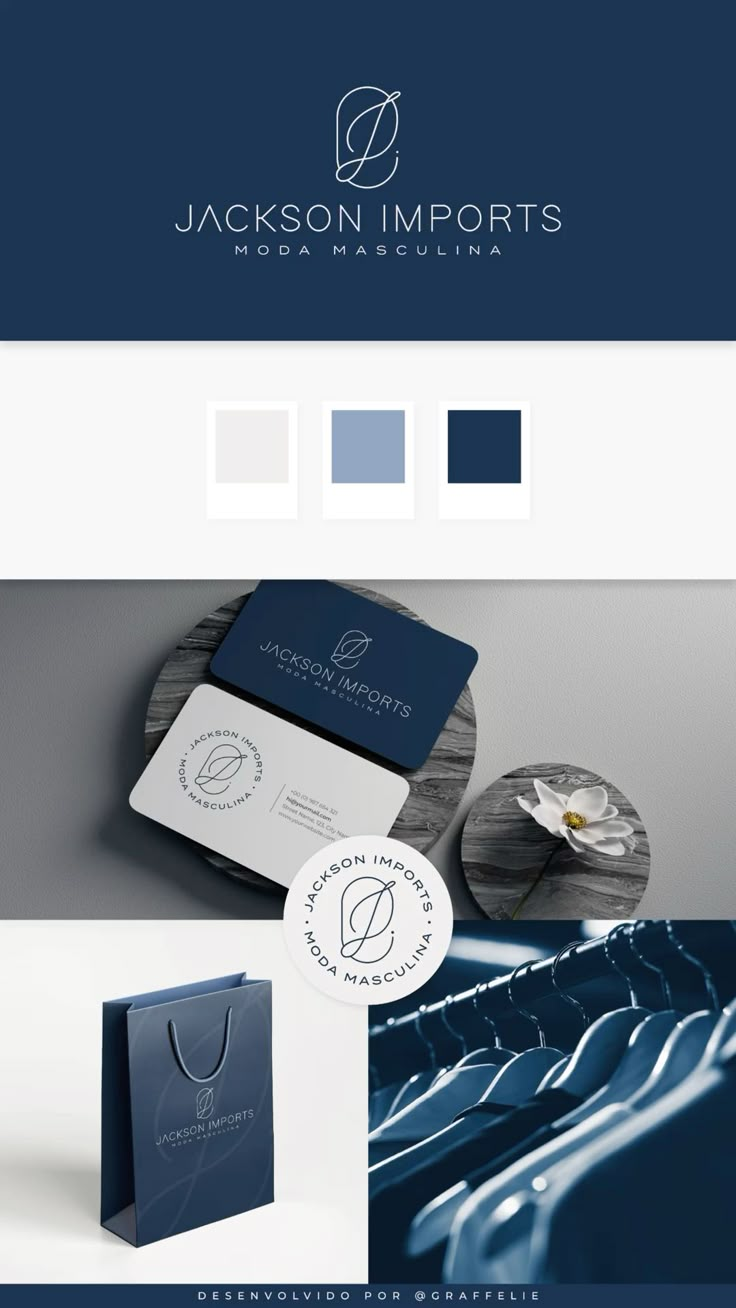 JACKSON IMPORTS
MODA MASCULINA
JACKSON IMPORTS
MODA MASCULINA
• JACKSON IMPORTS •
MODA MASCULINA
+00 (0) 987 654 321
hi@yourmail.com
Street Name, 123, City Name
www.yourwebsite.com
• JACKSON IMPORTS •
MODA MASCULINA
JACKSON IMPORTS
MODA MASCULINA
DESENVOLVIDO POR @GRAFFELIE